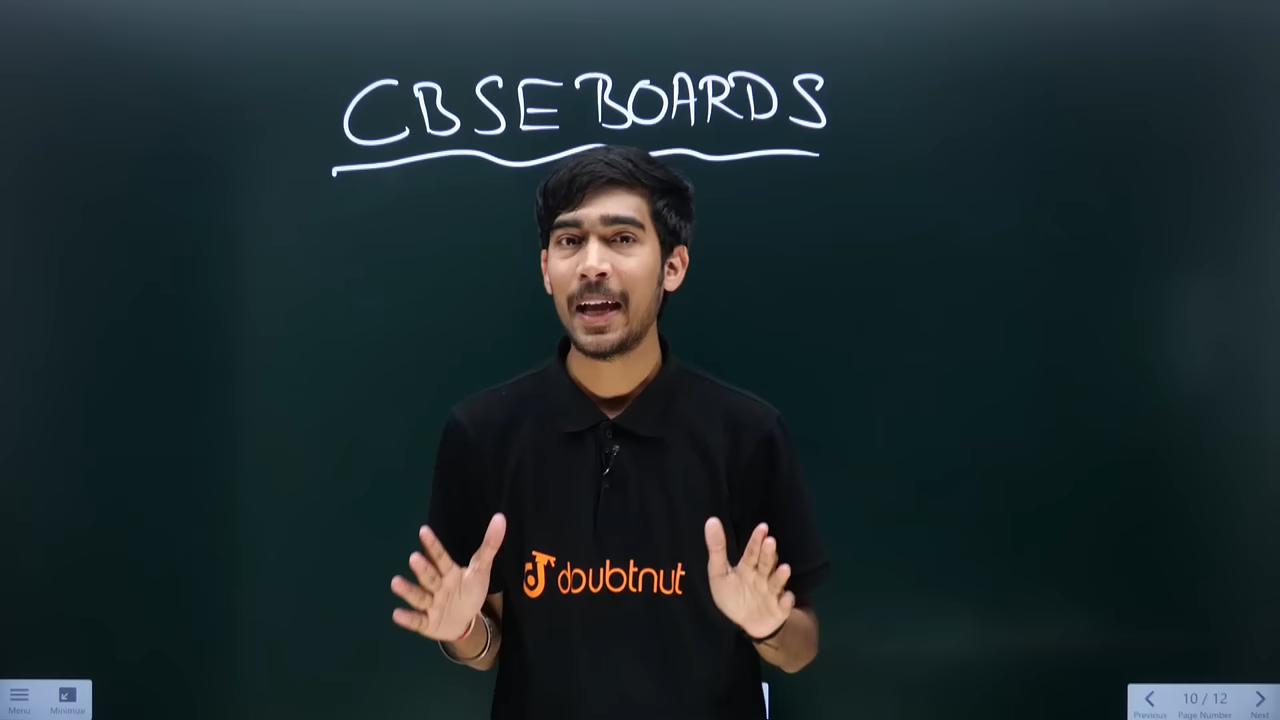 CBSE BOARDS
doubtnut
Menu
Minimize
10 / 12
Previous
Page Number
Next